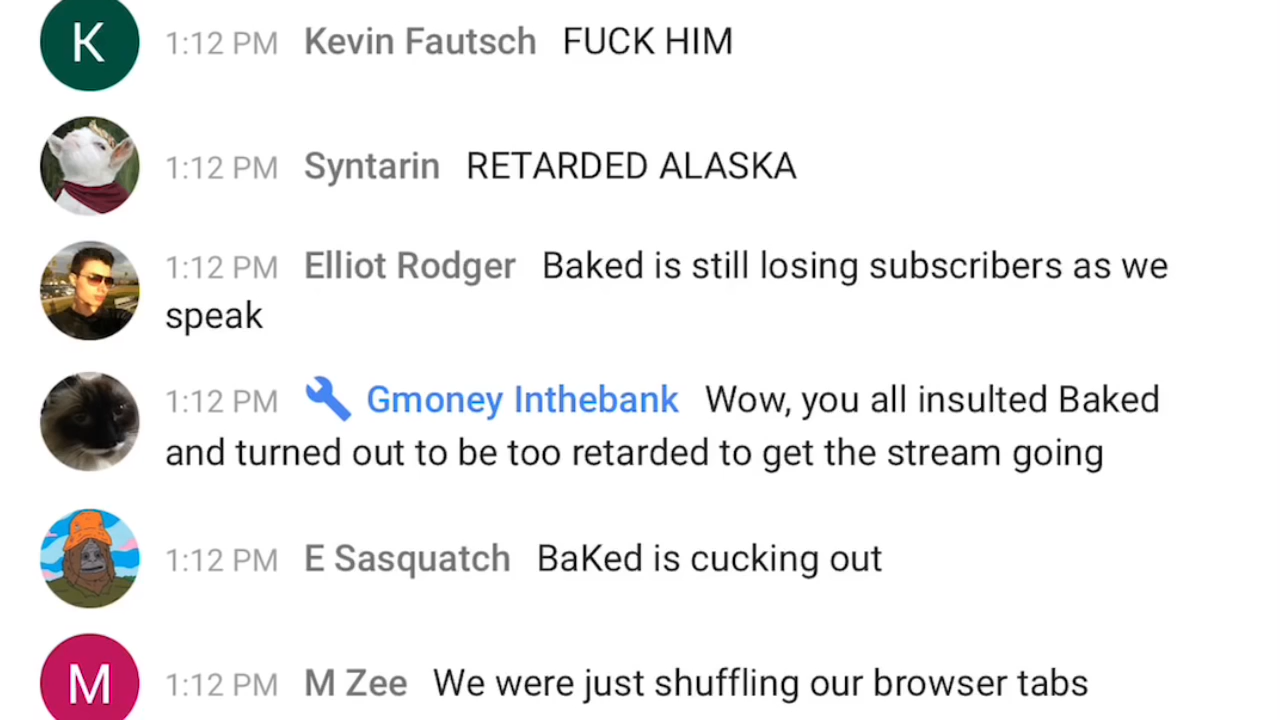 K 1:12 PM Kevin Fautsch FUCK HIM
1:12 PM Syntarin RETARDED ALASKA
1:12 PM Elliot Rodger Baked is still losing subscribers as we
speak
1:12 PM Gmoney Inthebank Wow, you all insulted Baked
and turned out to be too retarded to get the stream going
1:12 PM E Sasquatch BaKed is cucking out
M 1:12 PM M Zee We were just shuffling our browser tabs